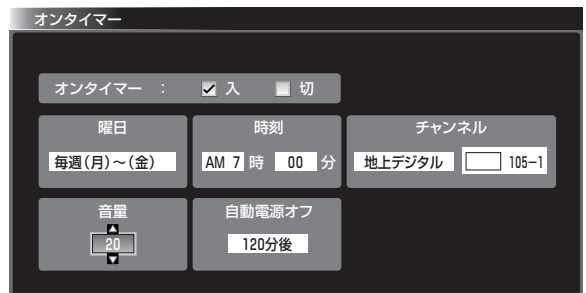 オンタイマー
オンタイマー : 入 切
曜日 時刻 チャンネル
毎週(月)~(金) AM 7 時 00 分 地上デジタル 105-1
音量 自動電源オフ
20 120分後